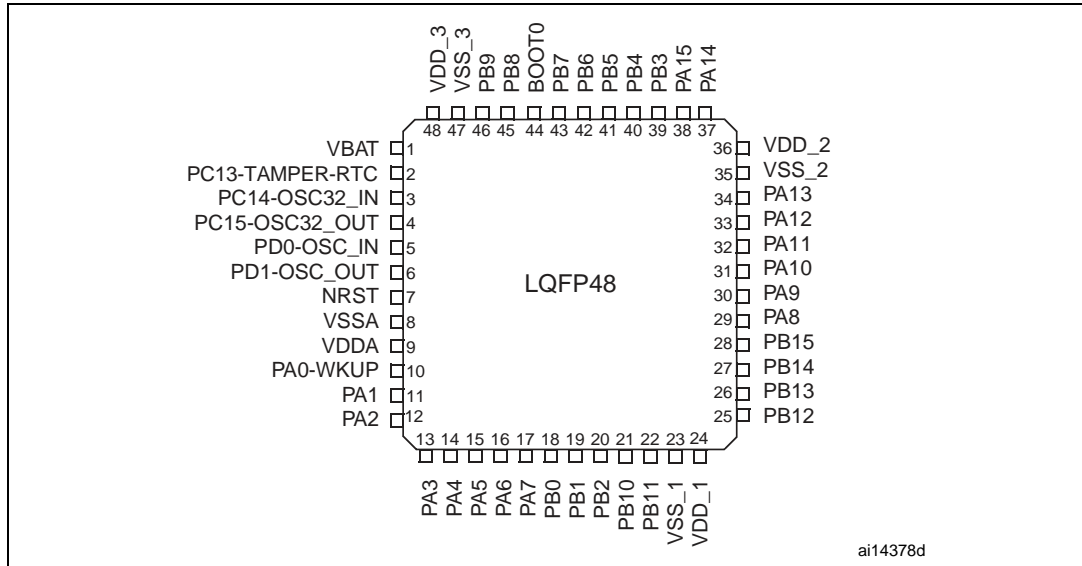 VDD_3
VSS_3
PB9
PB8
BOOT0
PB7
PB6
PB5
PB4
PB3
PA15
PA14
48 47 46 45 44 43 42 41 40 39 38 37
VBAT 1
PC13-TAMPER-RTC 2
PC14-OSC32_IN 3
PC15-OSC32_OUT 4
PD0-OSC_IN 5
PD1-OSC_OUT 6
NRST 7
VSSA 8
VDDA 9
PA0-WKUP 10
PA1 11
PA2 12
LQFP48
36 VDD_2
35 VSS_2
34 PA13
33 PA12
32 PA11
31 PA10
30 PA9
29 PA8
28 PB15
27 PB14
26 PB13
25 PB12
13 14 15 16 17 18 19 20 21 22 23 24
PA3
PA4
PA5
PA6
PA7
PB0
PB1
PB2
PB10
PB11
VSS_1
VDD_1
ai14378d